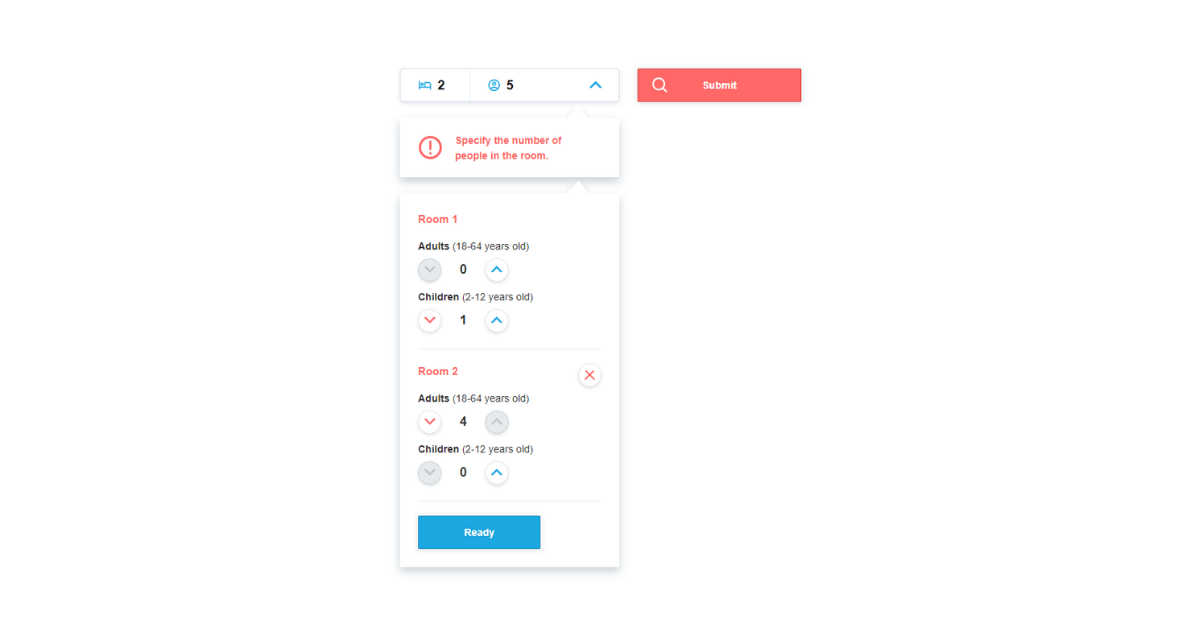 2 5 Submit
Specify the number of
people in the room.
Room 1
Adults (18-64 years old)
0
Children (2-12 years old)
1
Room 2
Adults (18-64 years old)
4
Children (2-12 years old)
0
Ready